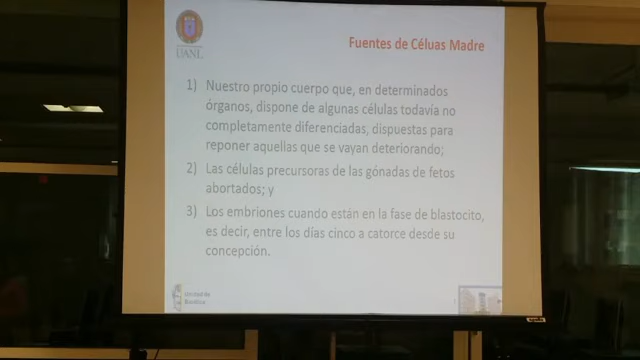 UANL
Fuentes de Céluas Madre
1) Nuestro propio cuerpo que, en determinados
órganos, dispone de algunas células todavía no
completamente diferenciadas, dispuestas para
reponer aquellas que se vayan deteriorando;
2) Las células precursoras de las gónadas de fetos
abortados; y
3) Los embriones cuando están en la fase de blastocito,
es decir, entre los días cinco a catorce desde su
concepción.
Unidad de
Bioética